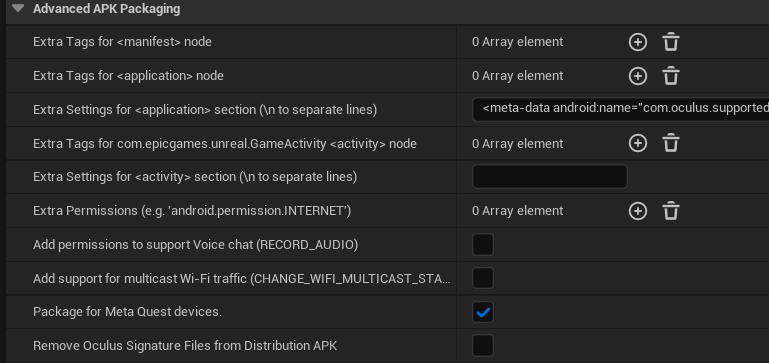 Advanced APK Packaging
Extra Tags for <manifest> node 0 Array element
Extra Tags for <application> node 0 Array element
Extra Settings for <application> section (\n to separate lines) <meta-data android:name="com.oculus.supported
Extra Tags for com.epicgames.unreal.GameActivity <activity> node 0 Array element
Extra Settings for <activity> section (\n to separate lines)
Extra Permissions (e.g. 'android.permission.INTERNET') 0 Array element
Add permissions to support Voice chat (RECORD_AUDIO)
Add support for multicast Wi-Fi traffic (CHANGE_WIFI_MULTICAST_STA...
Package for Meta Quest devices.
Remove Oculus Signature Files from Distribution APK